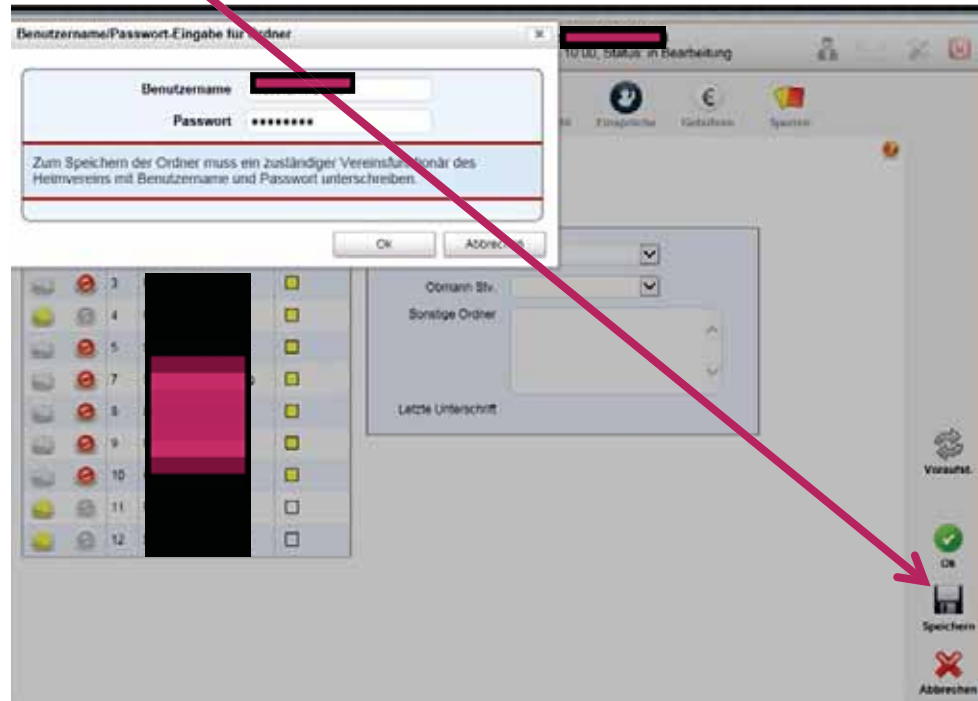 Benutzername/Passwort-Eingabe für Ordner
10:00, Status: in Bearbeitung
Benutzername
Passwort ••••••••
Einsprüche
Gebühren
Sperren
Zum Speichern der Ordner muss ein zuständiger Vereinsfunktionär des
Heimvereins mit Benutzername und Passwort unterschreiben.
Ok
Abbrechen
3
Obmann Stv.
4
Sonstige Ordner
5
7
8
Letzte Unterschrift
9
10
11
12
Voraufst.
Ok
Speichern
Abbrechen